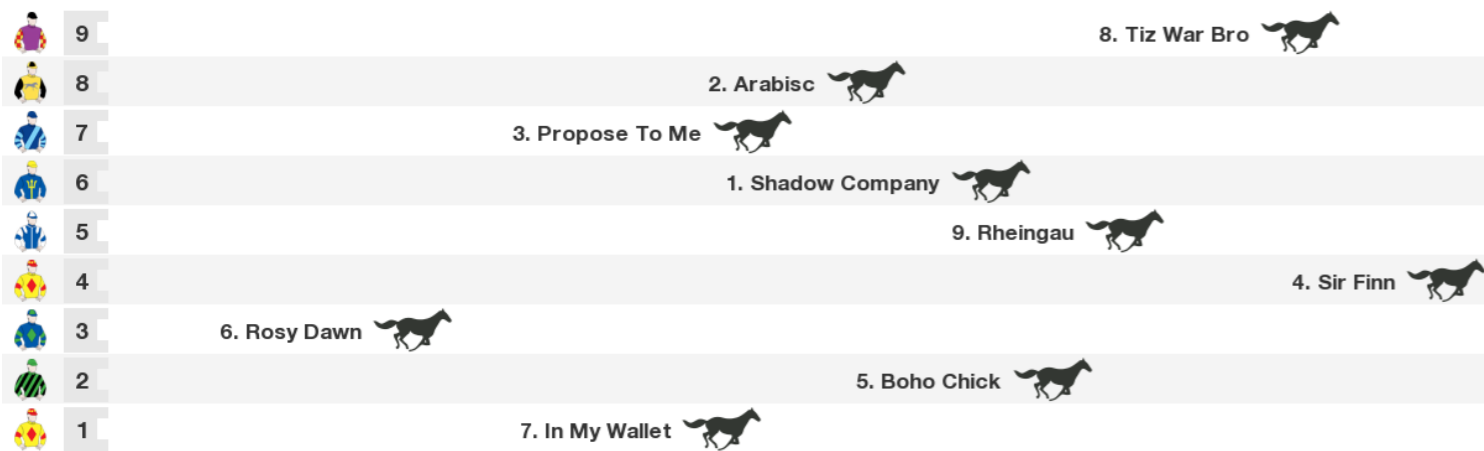 9 8. Tiz War Bro
8 2. Arabisc
7 3. Propose To Me
6 1. Shadow Company
5 9. Rheingau
4 4. Sir Finn
3 6. Rosy Dawn
2 5. Boho Chick
1 7. In My Wallet